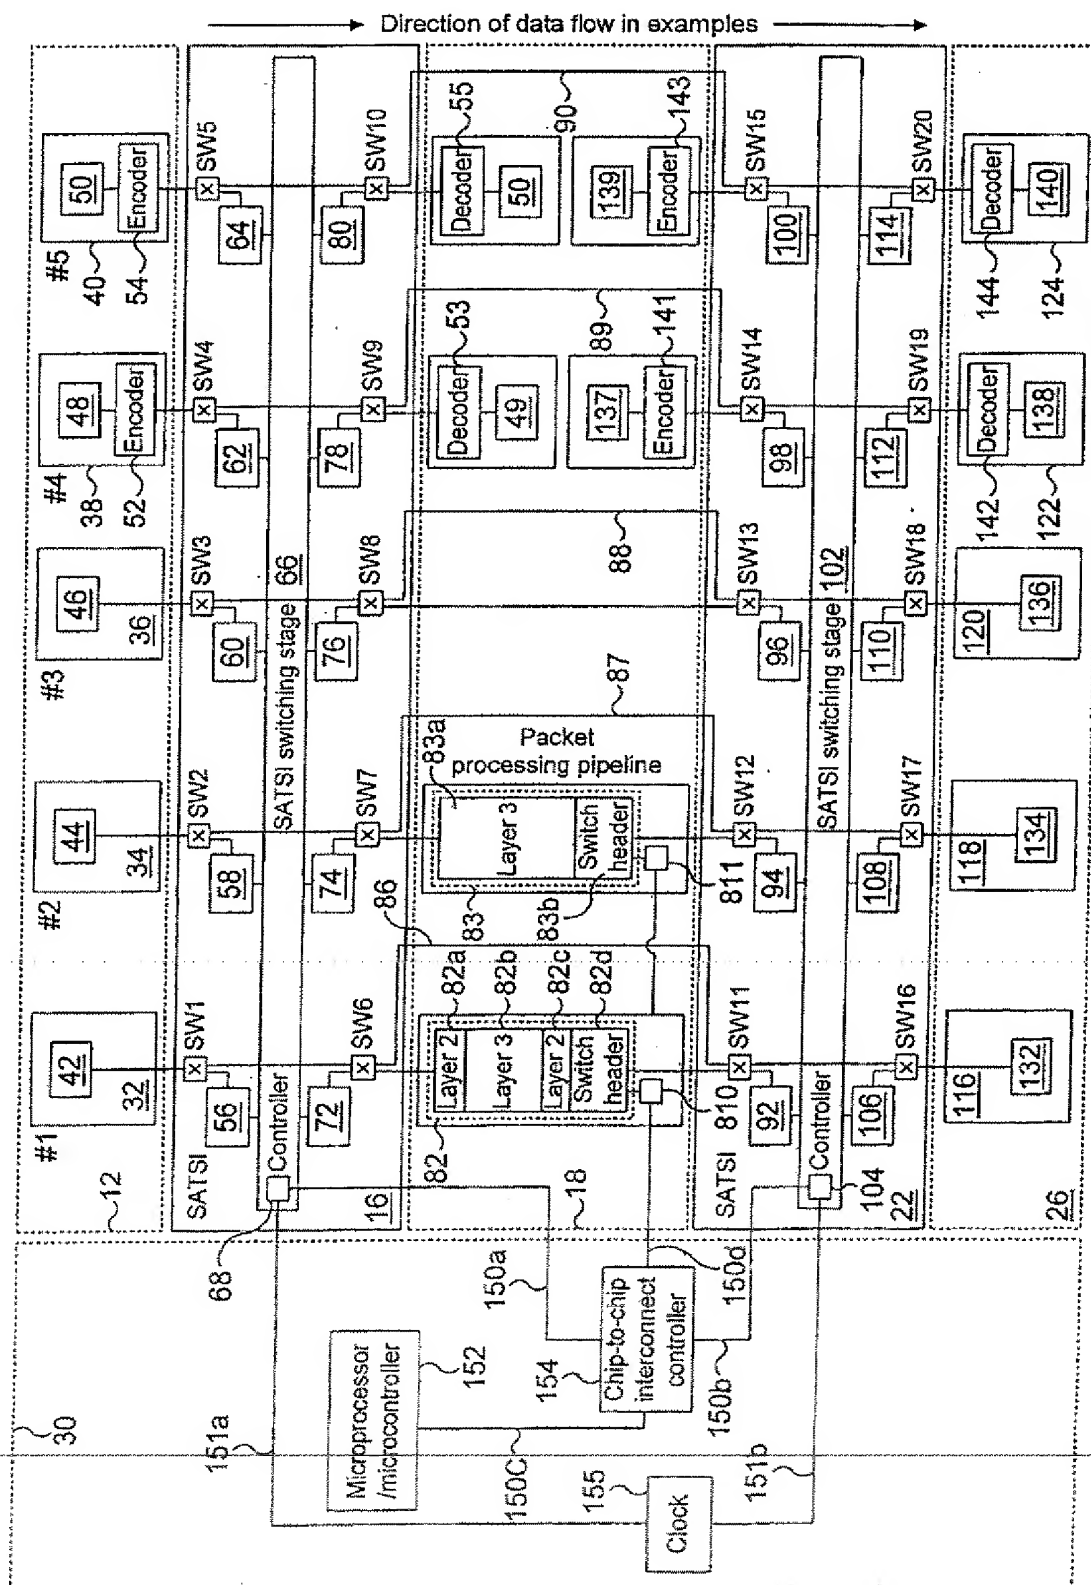 Direction of data flow in examples
#5
50
Encoder
40
54
SW5
64
80
SW10
Decoder
55
50
90
139
Encoder
143
SW15
100
114
SW20
Decoder
140
144
124
#4
48
Encoder
38
52
SW4
62
78
SW9
Decoder
53
49
89
137
Encoder
141
SW14
98
112
SW19
Decoder
138
142
122
#3
46
36
SW3
60
66
SATSI switching stage
76
SW8
88
SW13
96
SATSI switching stage
102
110
SW18
120
136
87
Packet
processing pipeline
#2
44
34
SW2
58
74
SW7
83a
Layer 3
Switch
header
83
83b
811
SW12
94
108
SW17
118
134
86
#1
42
32
SW1
56
72
SW6
82a
82b
82c
82d
Layer 2
Layer 3
Layer 2
Switch
header
82
810
SW11
92
106
SW16
116
132
12
SATSI
Controller
68
16
18
SATSI
Controller
104
22
26
150a
150d
Chip-to-chip
interconnect
controller
154
150b
Microprocessor
/microcontroller
152
150C
30
151a
155
Clock
151b